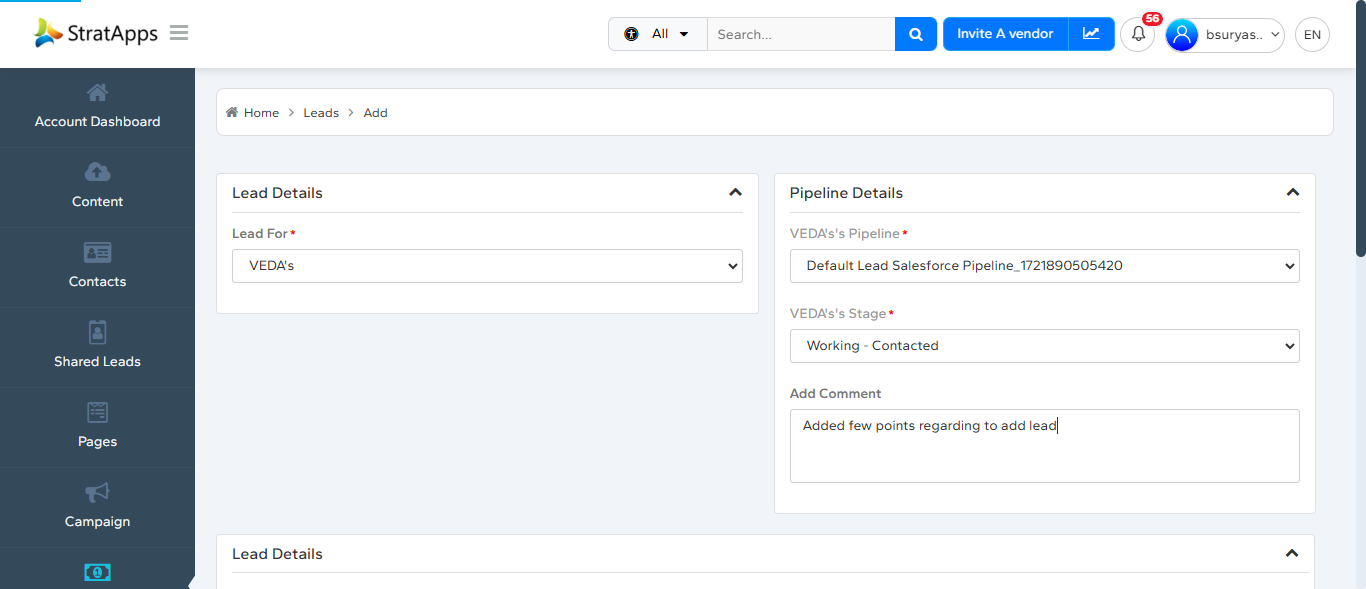 StratApps
All
Search...
Invite A vendor
56
bsuryas..
EN
Account Dashboard
Content
Contacts
Shared Leads
Pages
Campaign
Home > Leads > Add
Lead Details
Lead For *
VEDA's
Pipeline Details
VEDA's's Pipeline *
Default Lead Salesforce Pipeline_1721890505420
VEDA's's Stage *
Working - Contacted
Add Comment
Added few points regarding to add lead
Lead Details